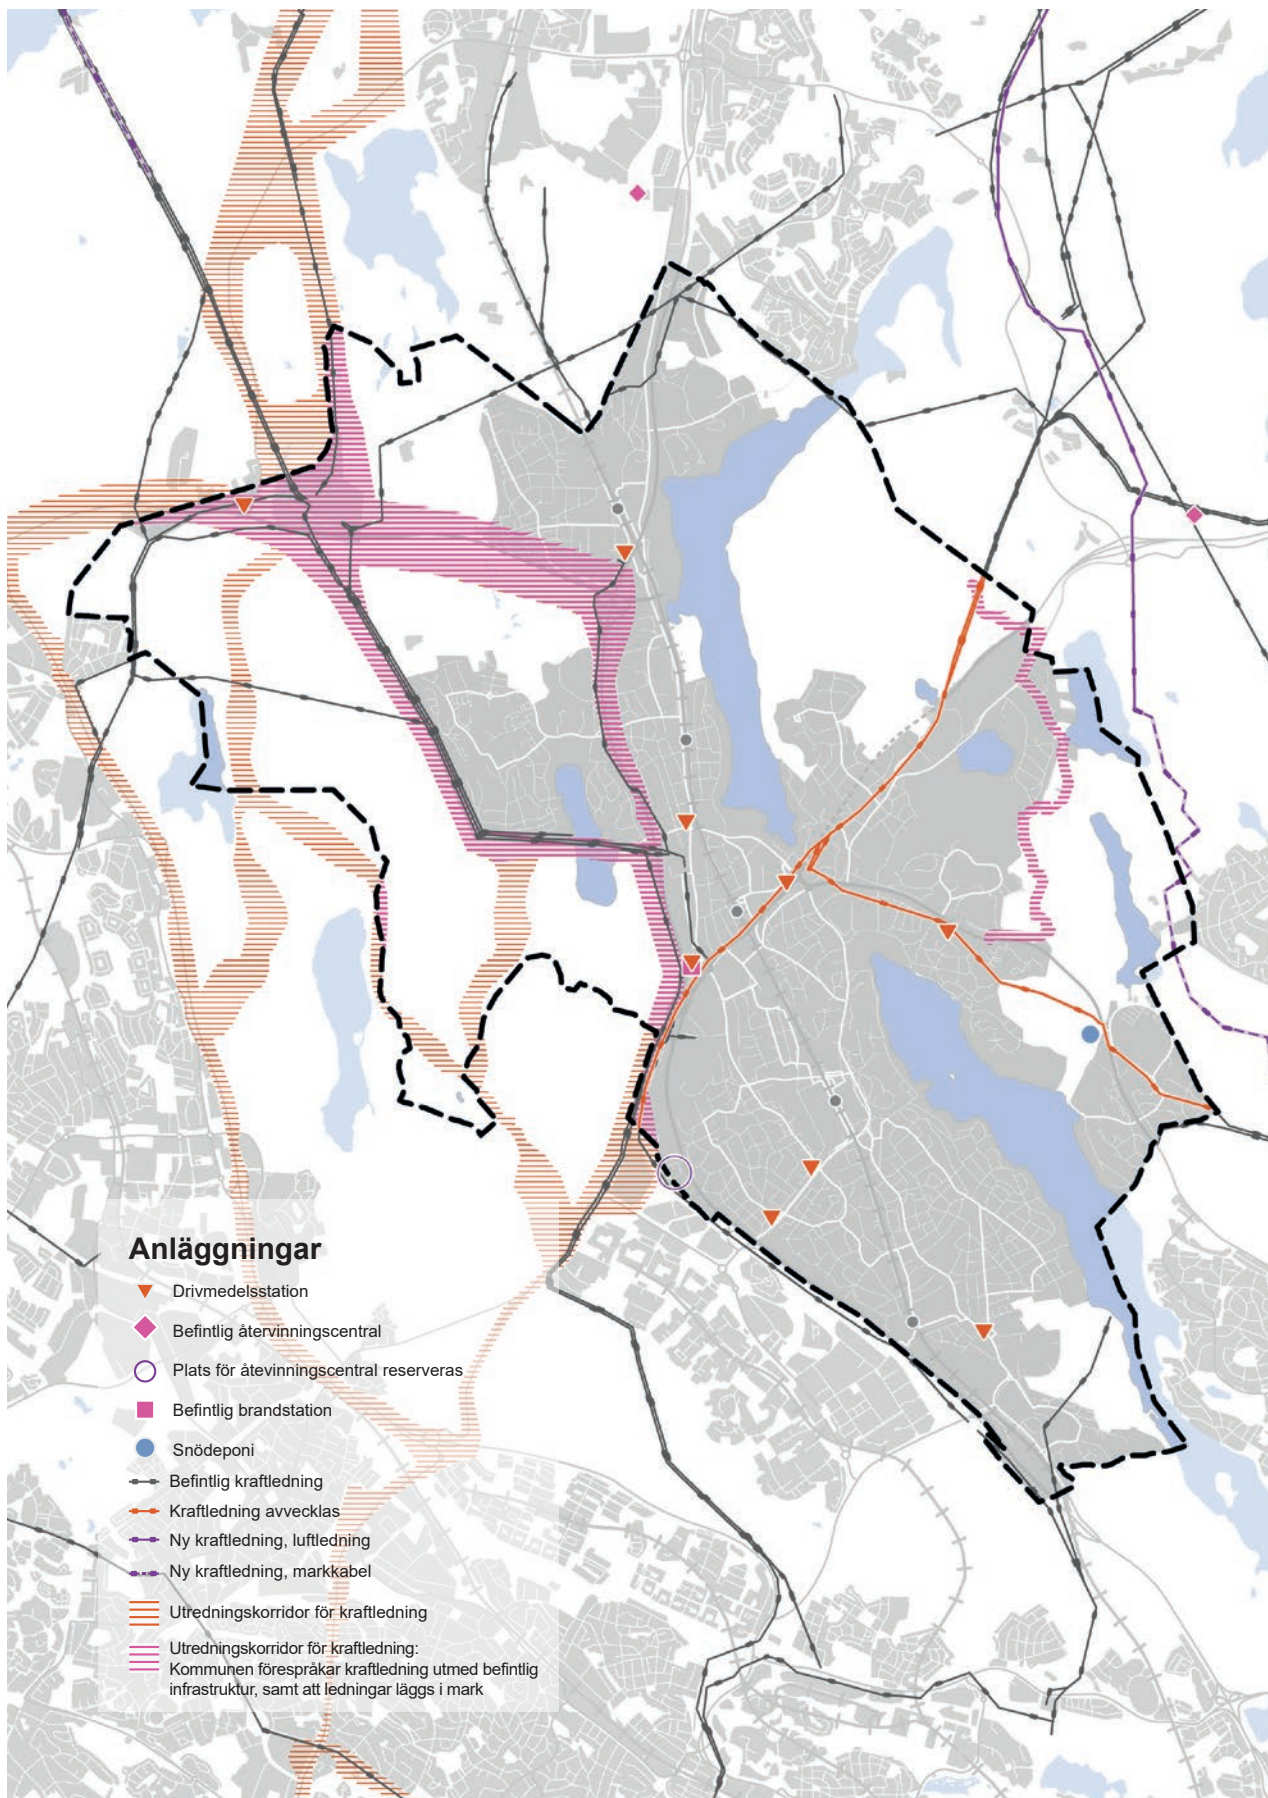 Anläggningar
Drivmedelsstation
Befintlig återvinningscentral
Plats för åtevinningscentral reserveras
Befintlig brandstation
Snödeponi
Befintlig kraftledning
Kraftledning avvecklas
Ny kraftledning, luftledning
Ny kraftledning, markkabel
Utredningskorridor för kraftledning
Utredningskorridor för kraftledning:
Kommunen förespråkar kraftledning utmed befintlig
infrastruktur, samt att ledningar läggs i mark